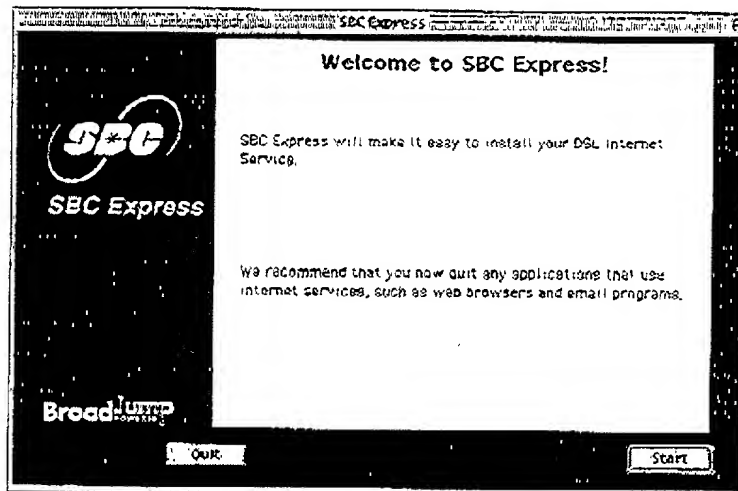 SBC Express
Welcome to SBC Express!
SBC
SBC Express
SBC Express will make it easy to install your DSL Internet
Service.
We recommend that you now quit any applications that use
internet services, such as web browsers and email programs.
BroadJump
Quit
Start